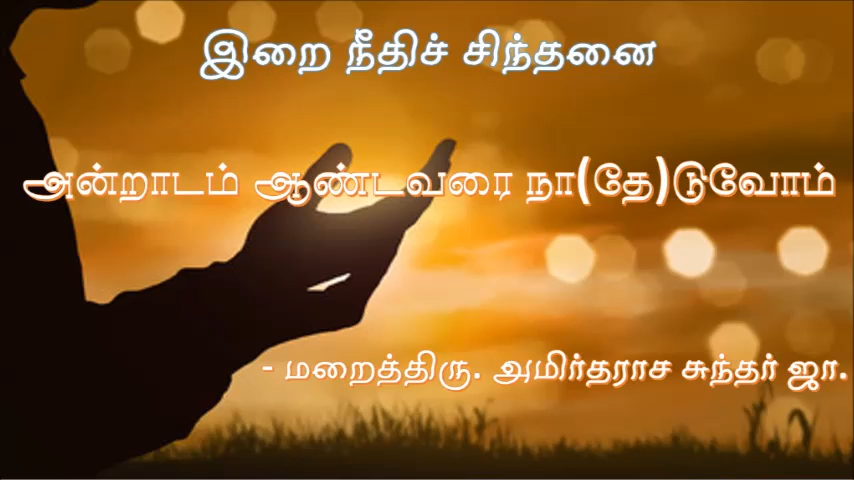 இறை நீதிச் சிந்தனை
அன்றாடம் ஆண்டவரை நா(தே)டுவோம்
- மறைத்திரு. அமிர்தராச சுந்தர் ஜா.